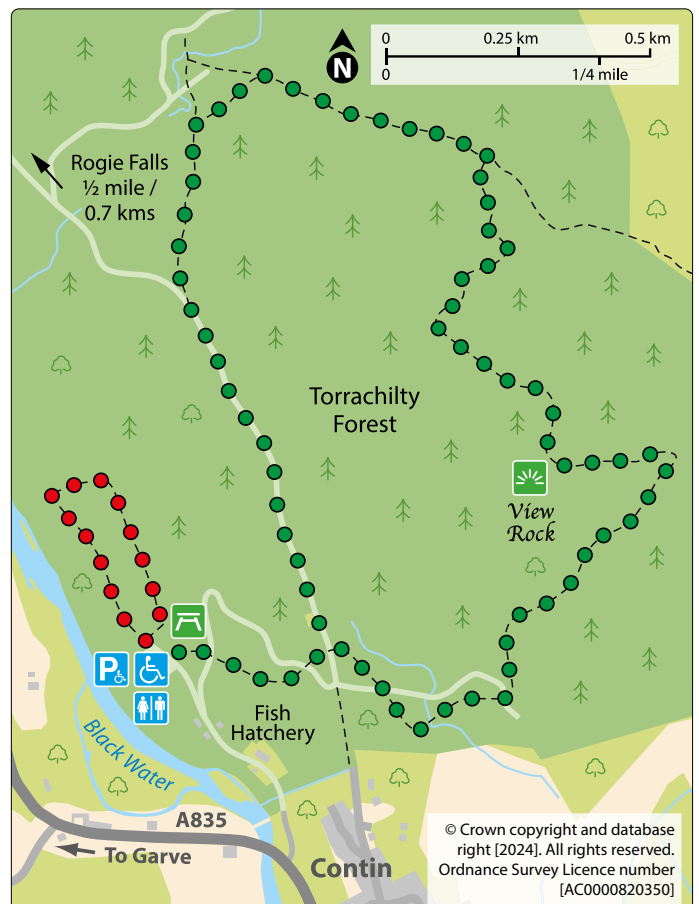 0 0.25 km 0.5 km
0 1/4 mile
N
Rogie Falls
½ mile /
0.7 kms
Torrachilty
Forest
View
Rock
P
Fish
Hatchery
Black Water
A835
To Garve
Contin
© Crown copyright and database
right [2024]. All rights reserved.
Ordnance Survey Licence number
[AC0000820350]